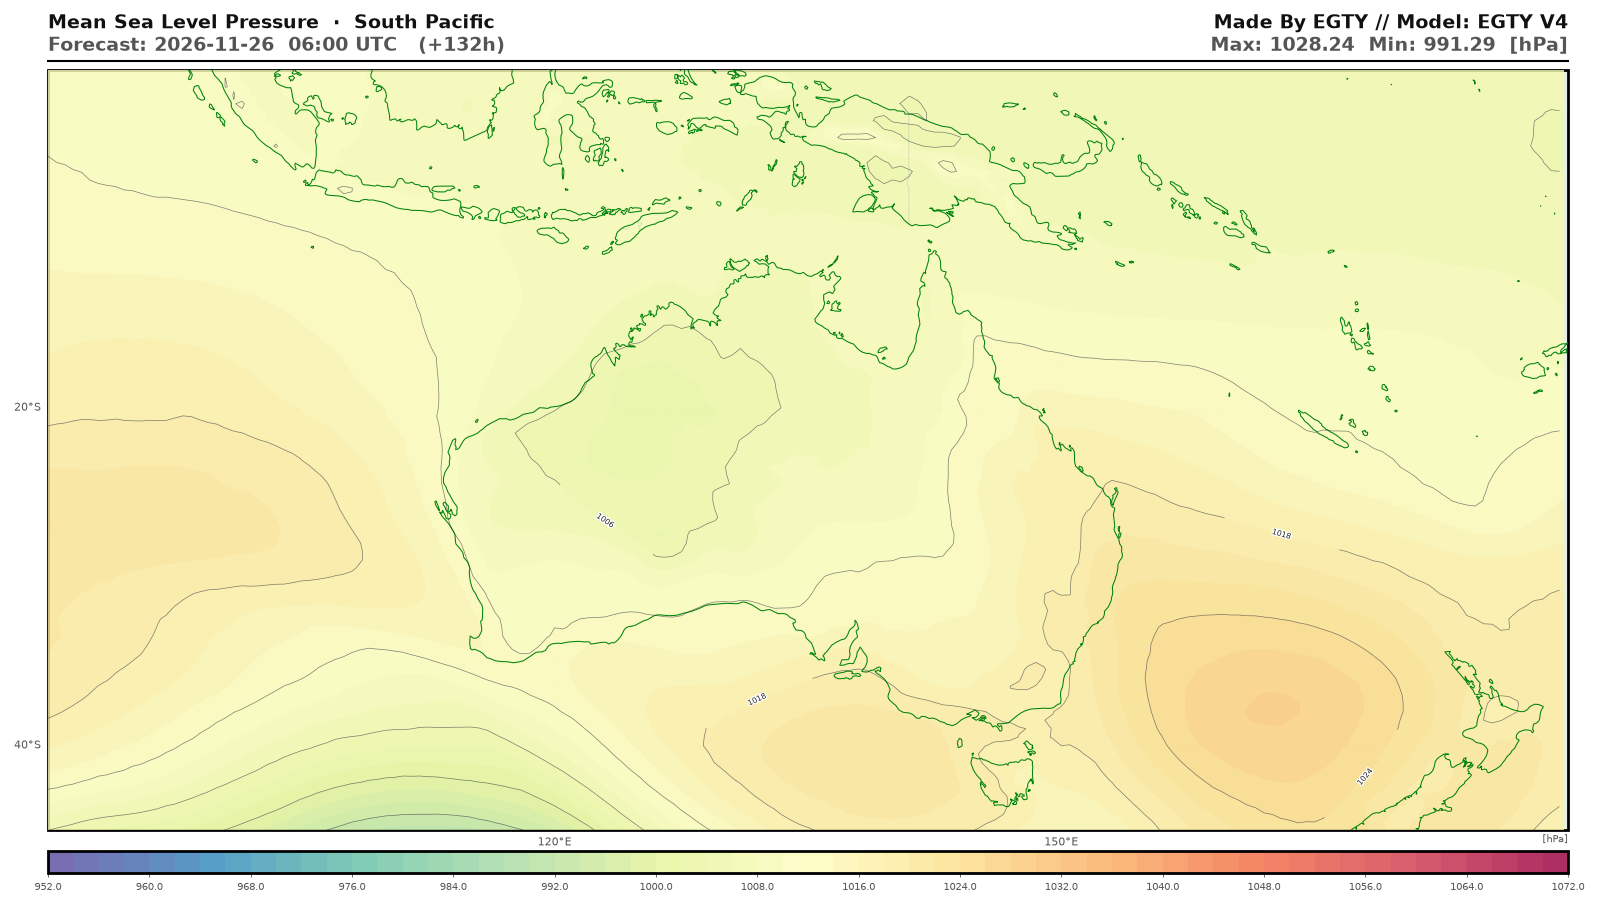 Mean Sea Level Pressure · South Pacific
Made By EGTY // Model: EGTY V4
Forecast: 2026-11-26 06:00 UTC (+132h)
Max: 1028.24 Min: 991.29 [hPa]
20°S
1006
1018
1018
40°S
1024
120°E
150°E
[hPa]
952.0 960.0 968.0 976.0 984.0 992.0 1000.0 1008.0 1016.0 1024.0 1032.0 1040.0 1048.0 1056.0 1064.0 1072.0